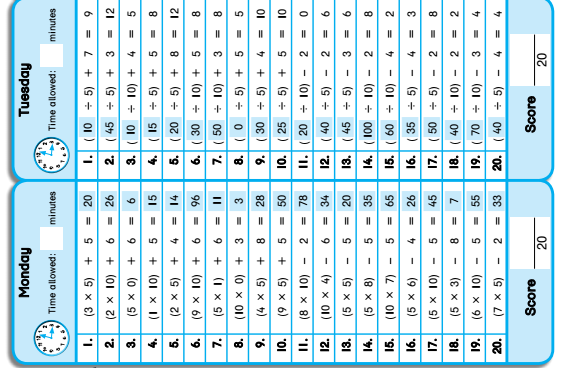 Monday
Time allowed: minutes
1. (3 × 5) + 5 = 20
2. (2 × 10) + 6 = 26
3. (5 × 0) + 6 = 6
4. (1 × 10) + 5 = 15
5. (2 × 5) + 4 = 14
6. (9 × 10) + 6 = 96
7. (5 × 1) + 6 = 11
8. (10 × 0) + 3 = 3
9. (4 × 5) + 8 = 28
10. (9 × 5) + 5 = 50
11. (8 × 10) − 2 = 78
12. (10 × 4) − 6 = 34
13. (5 × 5) − 5 = 20
14. (5 × 8) − 5 = 35
15. (10 × 7) − 5 = 65
16. (5 × 6) − 4 = 26
17. (5 × 10) − 5 = 45
18. (5 × 3) − 8 = 7
19. (6 × 10) − 5 = 55
20. (7 × 5) − 2 = 33
Score 20
Tuesday
Time allowed: minutes
1. ( 10 ÷ 5) + 7 = 9
2. ( 45 ÷ 5) + 3 = 12
3. ( 10 ÷ 10) + 4 = 5
4. ( 15 ÷ 5) + 5 = 8
5. ( 20 ÷ 5) + 8 = 12
6. ( 30 ÷ 10) + 5 = 8
7. ( 50 ÷ 10) + 3 = 8
8. ( 0 ÷ 5) + 5 = 5
9. ( 30 ÷ 5) + 4 = 10
10. ( 25 ÷ 5) + 5 = 10
11. ( 20 ÷ 10) − 2 = 0
12. ( 40 ÷ 5) − 2 = 6
13. ( 45 ÷ 5) − 3 = 6
14. ( 100 ÷ 10) − 2 = 8
15. ( 60 ÷ 10) − 4 = 2
16. ( 35 ÷ 5) − 4 = 3
17. ( 50 ÷ 5) − 2 = 8
18. ( 40 ÷ 10) − 2 = 2
19. ( 70 ÷ 10) − 3 = 4
20. ( 40 ÷ 5) − 4 = 4
Score 20